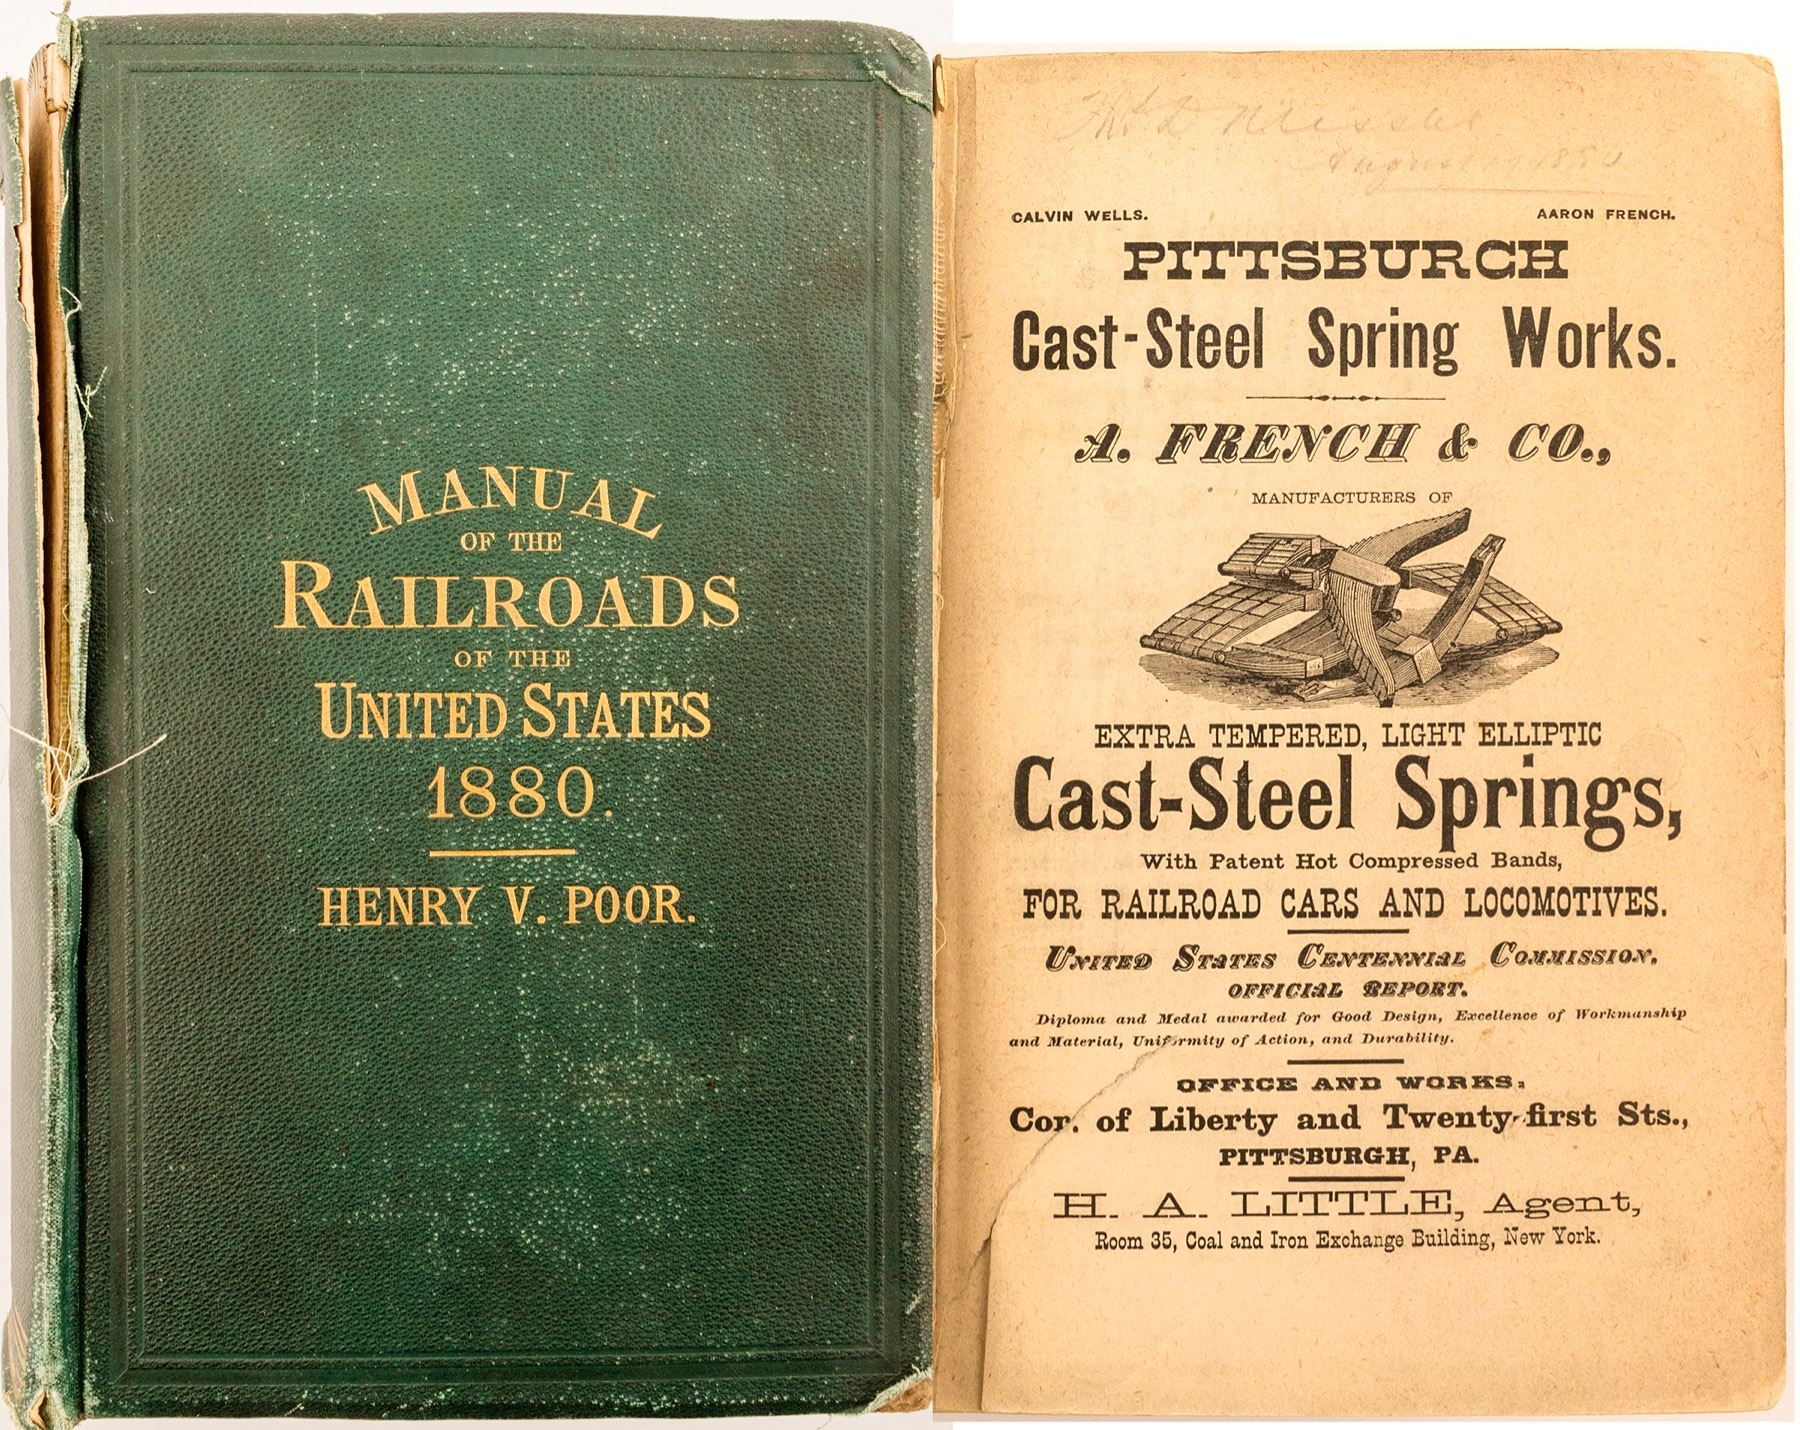 MANUAL
OF THE
RAILROADS
OF THE
UNITED STATES
1880.
HENRY V. POOR.
August 1880
CALVIN WELLS. AARON FRENCH.
PITTSBURGH
Cast-Steel Spring Works.
A. FRENCH & CO.,
MANUFACTURERS OF
EXTRA TEMPERED, LIGHT ELLIPTIC
Cast-Steel Springs,
With Patent Hot Compressed Bands,
FOR RAILROAD CARS AND LOCOMOTIVES.
UNITED STATES CENTENNIAL COMMISSION.
OFFICIAL REPORT.
Diploma and Medal awarded for Good Design, Excellence of Workmanship
and Material, Uniformity of Action, and Durability.
OFFICE AND WORKS:
Cor. of Liberty and Twenty-first Sts.,
PITTSBURGH, PA.
H. A. LITTLE, Agent,
Room 35, Coal and Iron Exchange Building, New York.